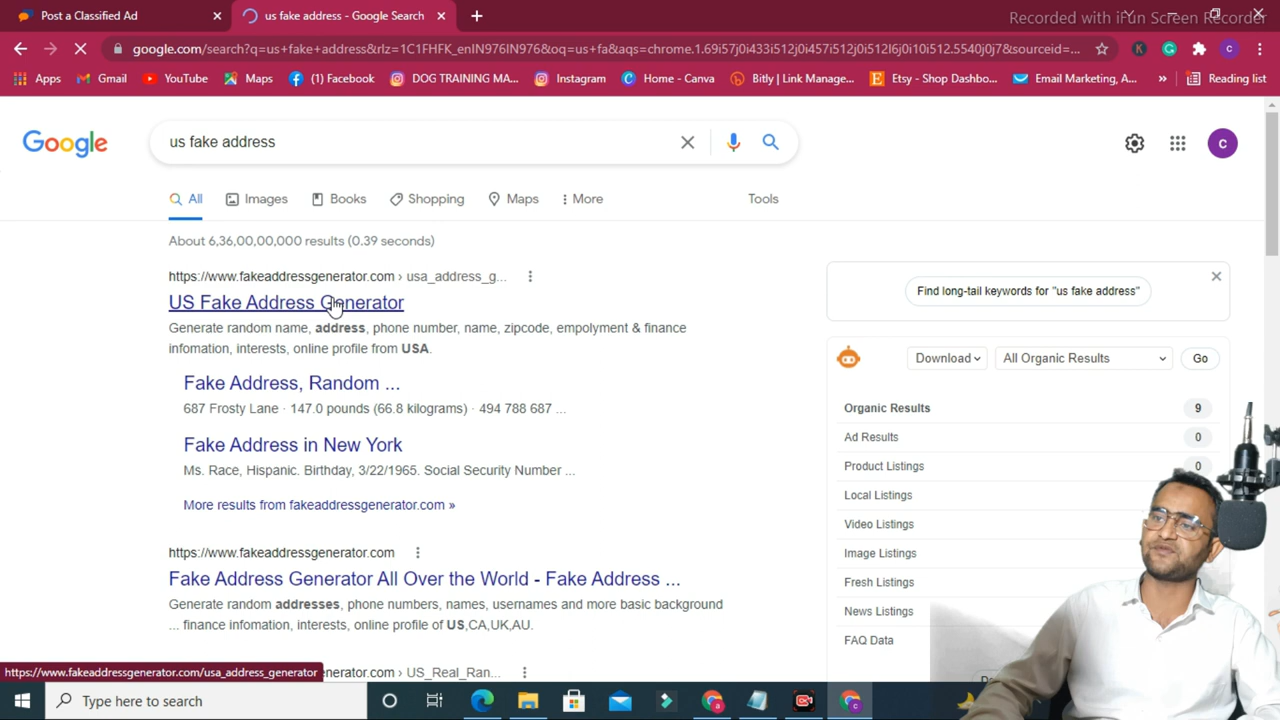 Post a Classified Ad
us fake address - Google Search
Recorded with iFun Screen Recorder
google.com/search?q=us+fake+address&rlz=1C1FHFK_enIN976IN976&oq=us+fa&aqs=chrome.1.69i57j0i433i512j0i457i512j0i512l6j0i10i512.5540j0j7&sourceid=...
Apps
Gmail
YouTube
Maps
(1) Facebook
DOG TRAINING MA...
Instagram
Home - Canva
Bitly | Link Manage...
Etsy - Shop Dashbo...
Email Marketing, A...
»
Reading list
Google
us fake address
C
All
Images
Books
Shopping
Maps
More
Tools
About 6,36,00,00,000 results (0.39 seconds)
https://www.fakeaddressgenerator.com › usa_address_g...
US Fake Address Generator
Generate random name, address, phone number, name, zipcode, empolyment & finance
infomation, interests, online profile from USA.
Fake Address, Random ...
687 Frosty Lane · 147.0 pounds (66.8 kilograms) · 494 788 687 ...
Fake Address in New York
Ms. Race, Hispanic. Birthday, 3/22/1965. Social Security Number ...
More results from fakeaddressgenerator.com »
https://www.fakeaddressgenerator.com
Fake Address Generator All Over the World - Fake Address ...
Generate random addresses, phone numbers, names, usernames and more basic background
... finance infomation, interests, online profile of US,CA,UK,AU.
enerator.com › US_Real_Ran...
https://www.fakeaddressgenerator.com/usa_address_generator
Find long-tail keywords for "us fake address"
Download
All Organic Results
Go
Organic Results 9
Ad Results 0
Product Listings 0
Local Listings
Video Listings
Image Listings
Fresh Listings
News Listings
FAQ Data
Type here to search